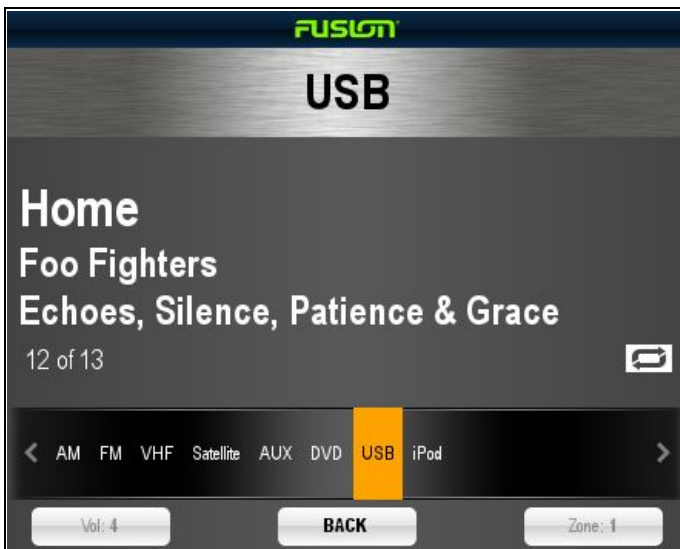 FUSION
USB
Home
Foo Fighters
Echoes, Silence, Patience & Grace
12 of 13
AM FM VHF Satellite AUX DVD USB iPod
Vol: 4 BACK Zone: 1